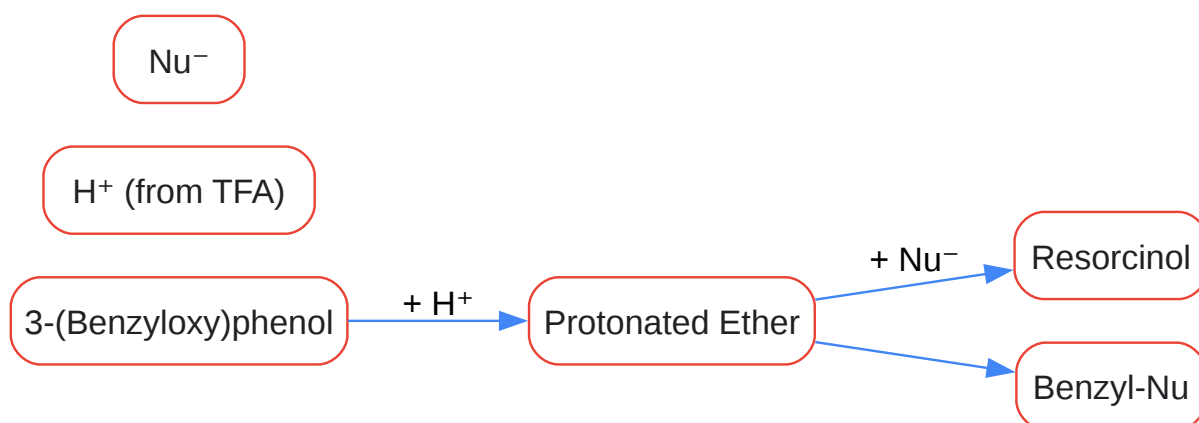 Nu⁻
H⁺ (from TFA)
3-(Benzyloxy)phenol
+ H⁺
Protonated Ether
+ Nu⁻
Resorcinol
Benzyl-Nu